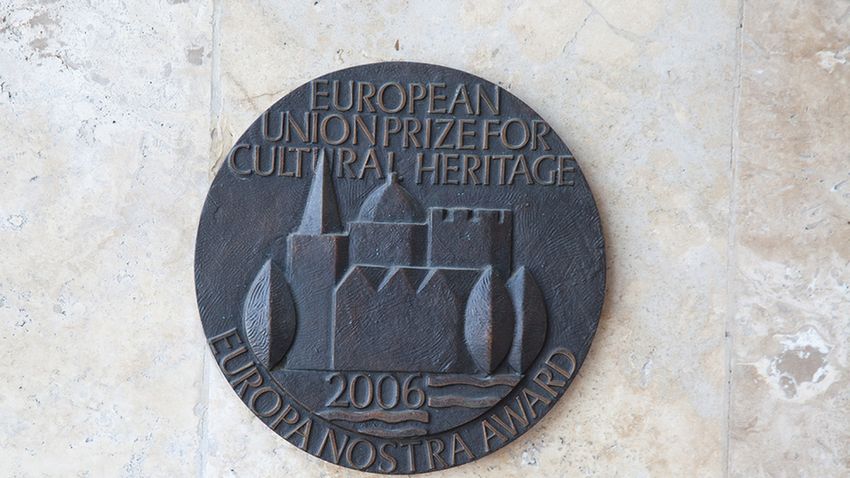 EUROPEAN
UNION PRIZE FOR
CULTURAL HERITAGE
2006
EUROPA NOSTRA AWARD